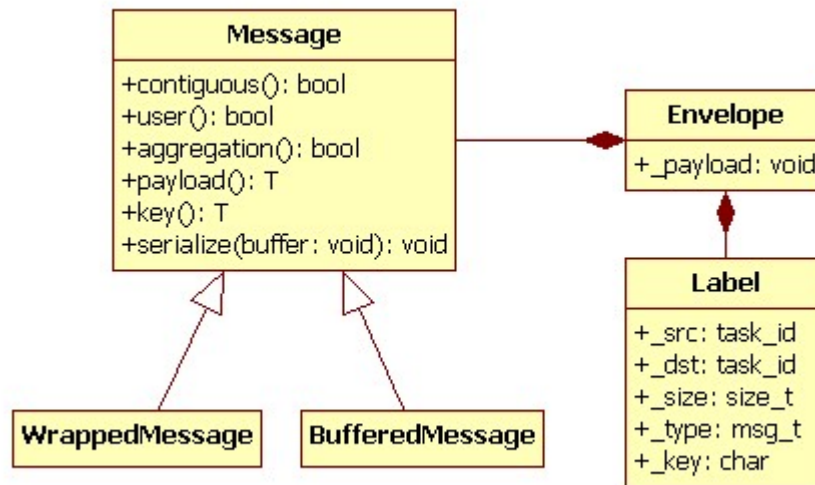 Message
+contiguous(): bool
+user(): bool
+aggregation(): bool
+payload(): T
+key(): T
+serialize(buffer: void): void
Envelope
+_payload: void
Label
+_src: task_id
+_dst: task_id
+_size: size_t
+_type: msg_t
+_key: char
WrappedMessage
BufferedMessage